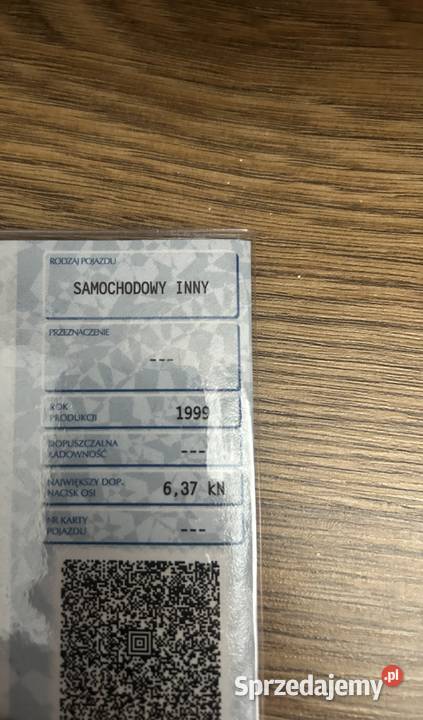 RODZAJ POJAZDU
SAMOCHODOWY INNY
PRZEZNACZENIE
---
ROK
PRODUKCJI
1999
DOPUSZCZALNA
ŁADOWNOŚĆ
---
NAJWIĘKSZY DOP.
NACISK OSI
6,37 kN
NR KARTY
POJAZDU
---
Sprzedajemy.pl